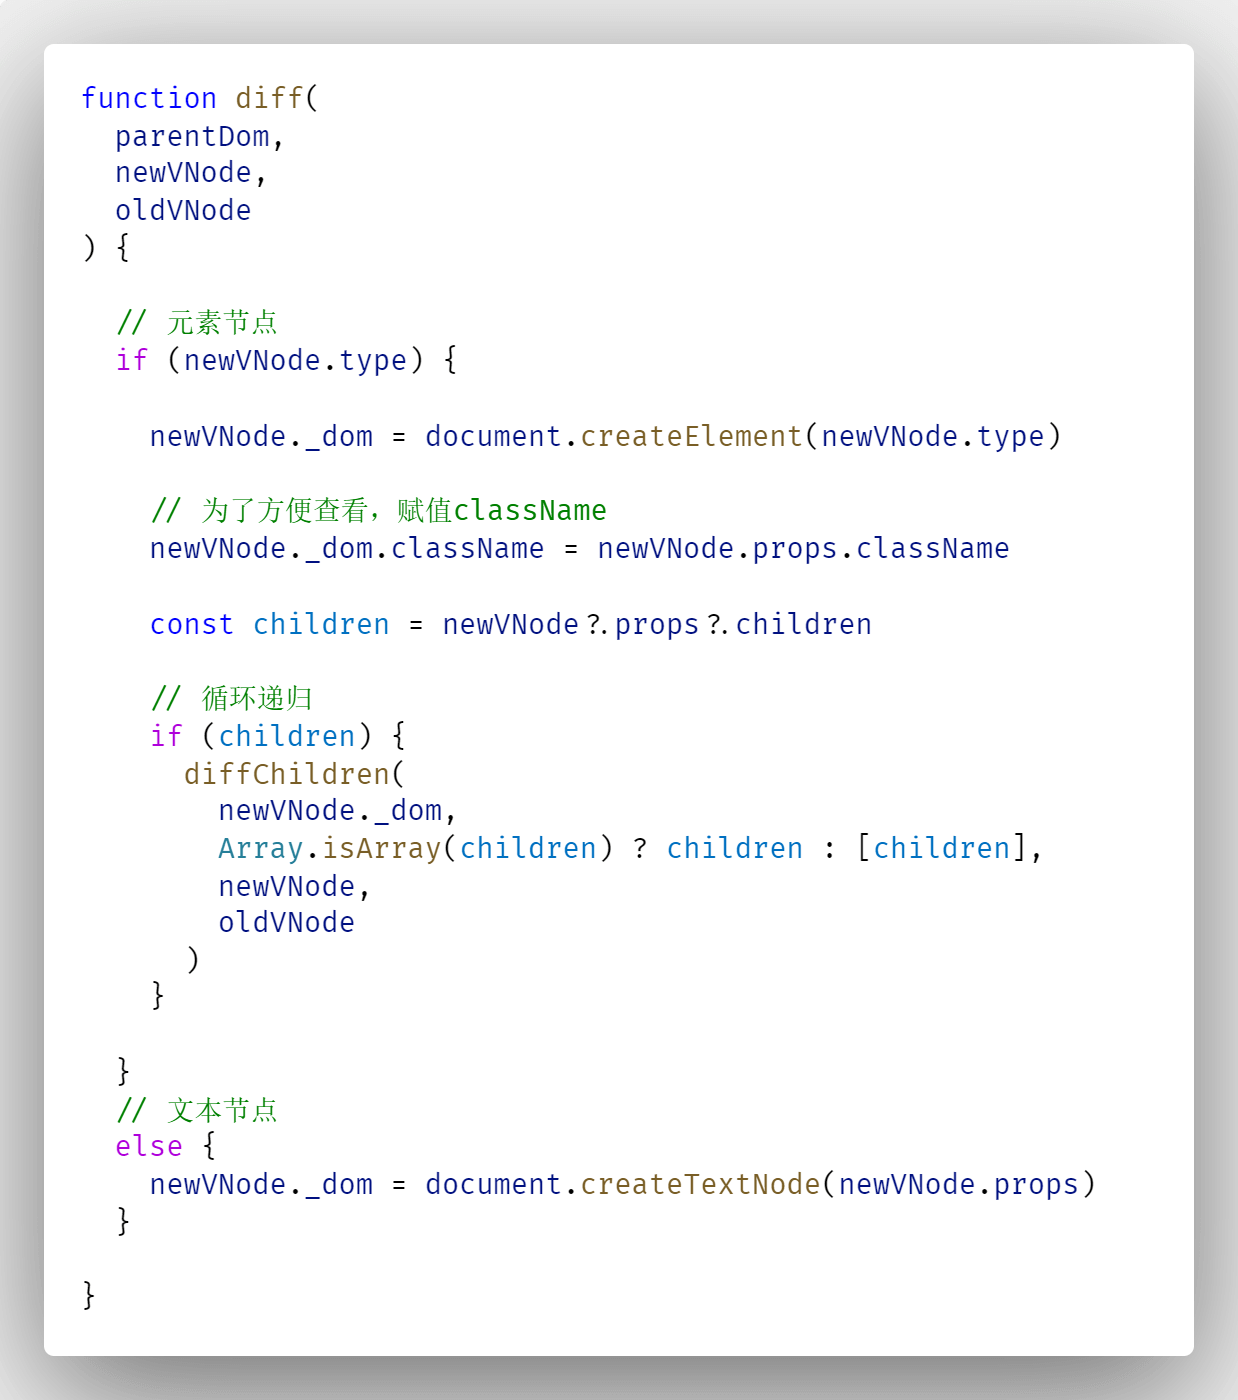 function diff(
  parentDom,
  newVNode,
  oldVNode
) {
  // 元素节点
  if (newVNode.type) {
    newVNode._dom = document.createElement(newVNode.type)
    // 为了方便查看，赋值className
    newVNode._dom.className = newVNode.props.className
    const children = newVNode?.props?.children
    // 循环递归
    if (children) {
      diffChildren(
        newVNode._dom,
        Array.isArray(children) ? children : [children],
        newVNode,
        oldVNode
      )
    }
  }
  // 文本节点
  else {
    newVNode._dom = document.createTextNode(newVNode.props)
  }
}